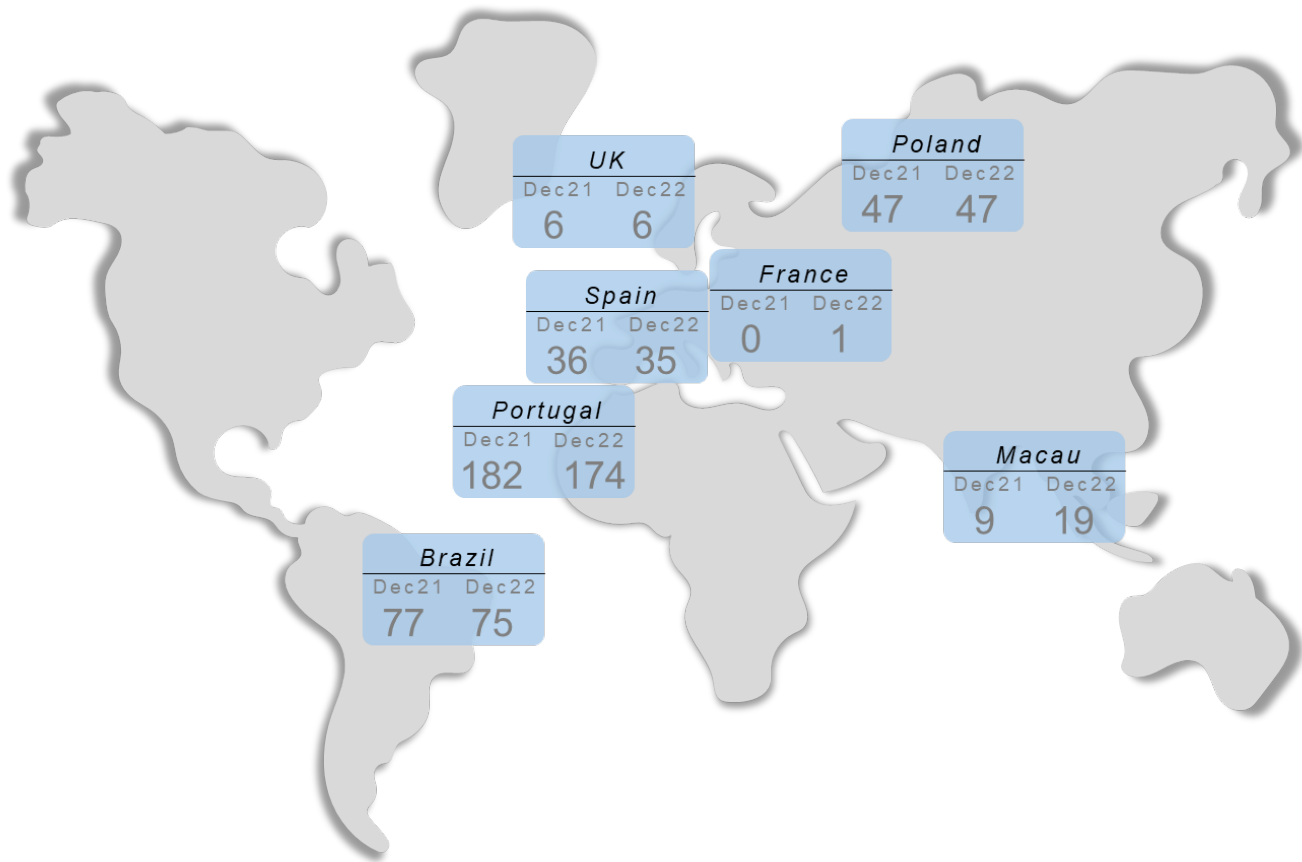 UK
Dec21 Dec22
6 6
Poland
Dec21 Dec22
47 47
France
Dec21 Dec22
0 1
Spain
Dec21 Dec22
36 35
Portugal
Dec21 Dec22
182 174
Macau
Dec21 Dec22
9 19
Brazil
Dec21 Dec22
77 75